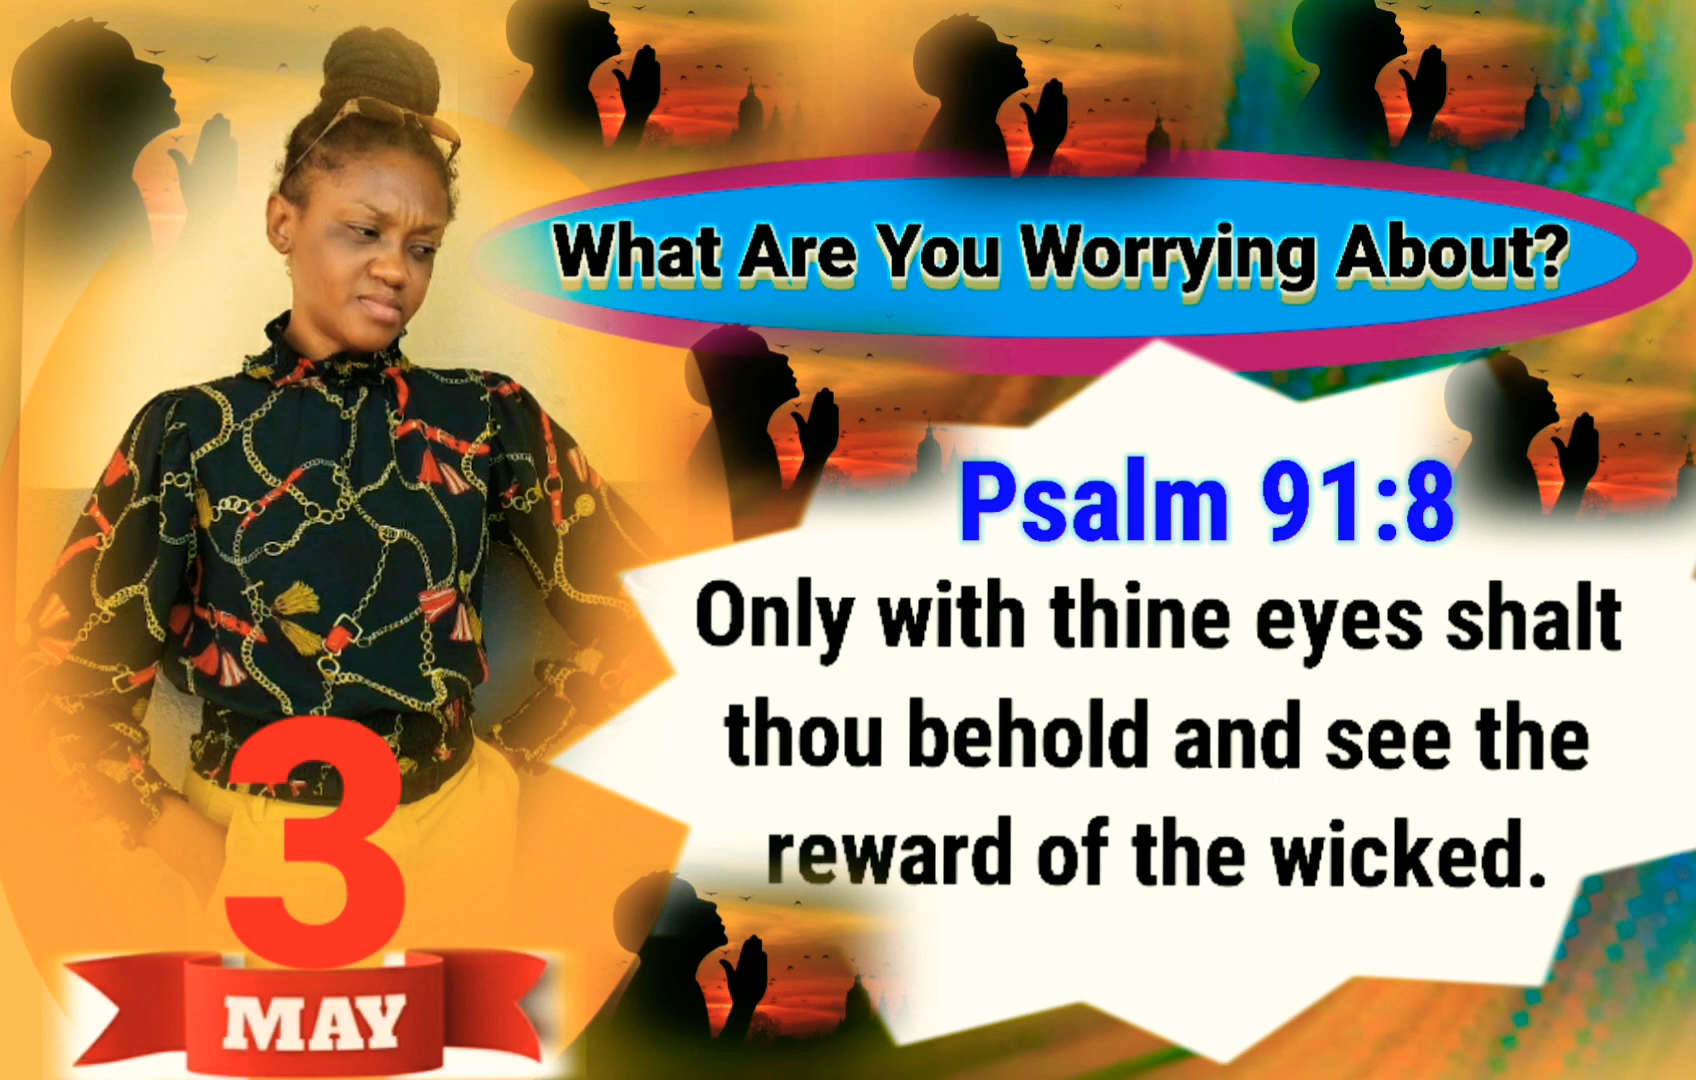 What Are You Worrying About?
Psalm 91:8
Only with thine eyes shalt
thou behold and see the
reward of the wicked.
3
MAY